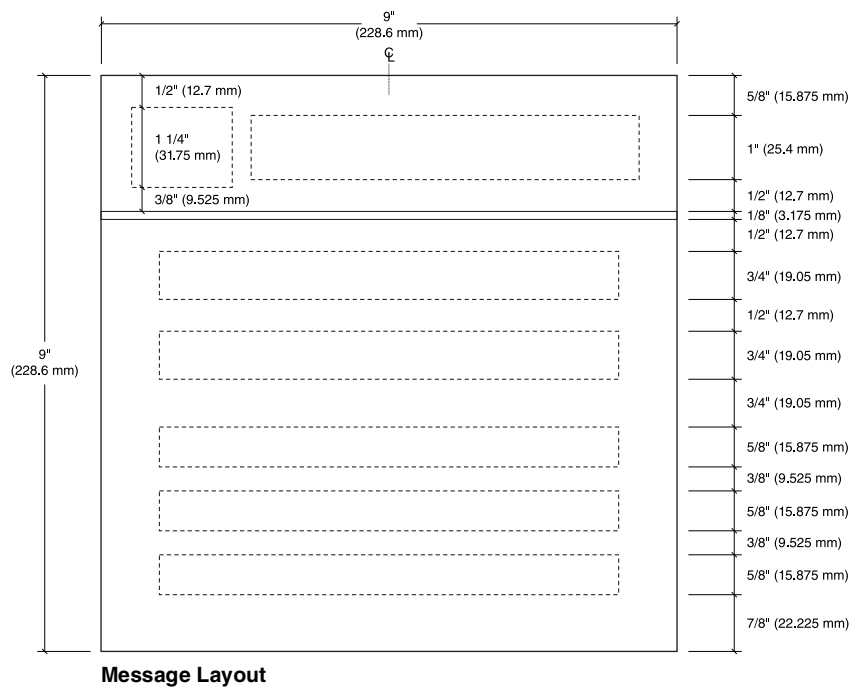 9"
(228.6 mm)
℄
1/2" (12.7 mm)
1 1/4"
(31.75 mm)
3/8" (9.525 mm)
5/8" (15.875 mm)
1" (25.4 mm)
1/2" (12.7 mm)
1/8" (3.175 mm)
1/2" (12.7 mm)
3/4" (19.05 mm)
1/2" (12.7 mm)
3/4" (19.05 mm)
3/4" (19.05 mm)
5/8" (15.875 mm)
3/8" (9.525 mm)
5/8" (15.875 mm)
3/8" (9.525 mm)
5/8" (15.875 mm)
7/8" (22.225 mm)
9"
(228.6 mm)
Message Layout